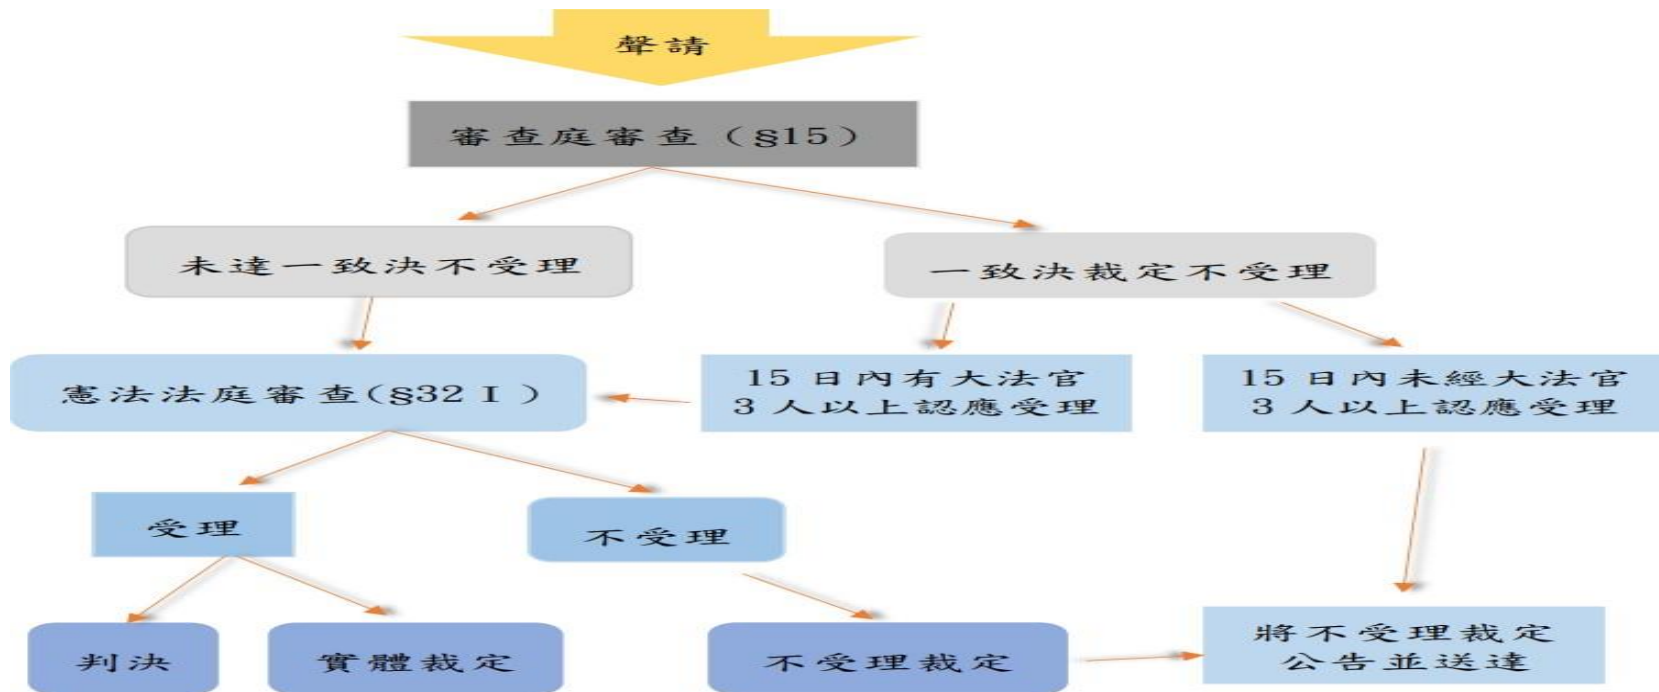 聲請
審查庭審查（§15）
未達一致決不受理
一致決裁定不受理
憲法法庭審查(§32 I )
15 日內有大法官
3 人以上認應受理
15 日內未經大法官
3 人以上認應受理
受理
不受理
判決
實體裁定
不受理裁定
將不受理裁定
公告並送達